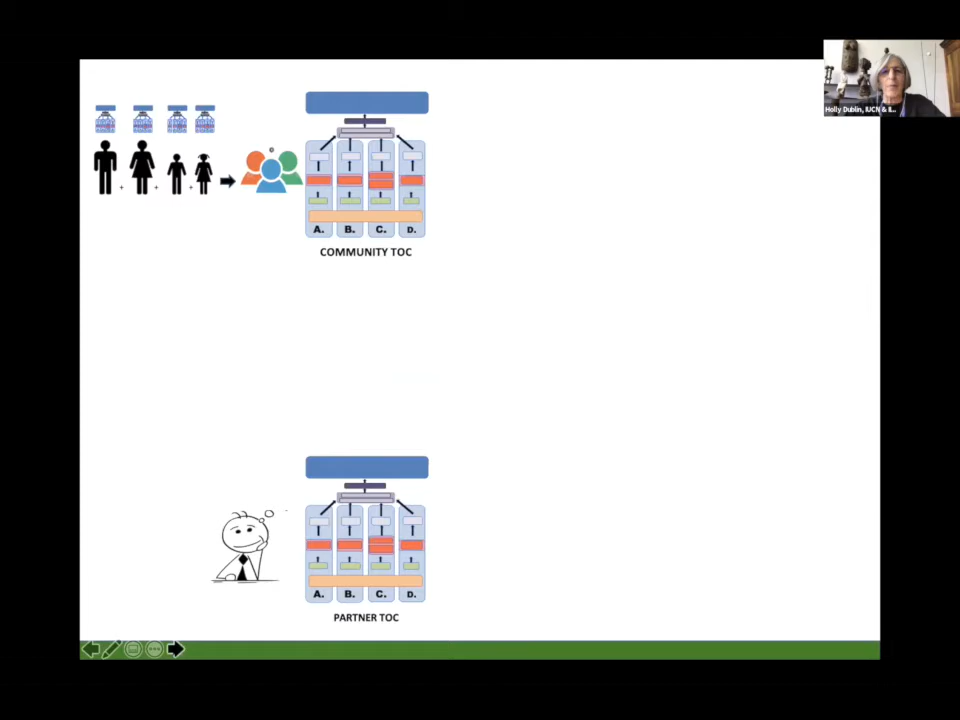 Holly Dublin, IUCN & II...
A. B. C. D.
COMMUNITY TOC
A. B. C. D.
PARTNER TOC